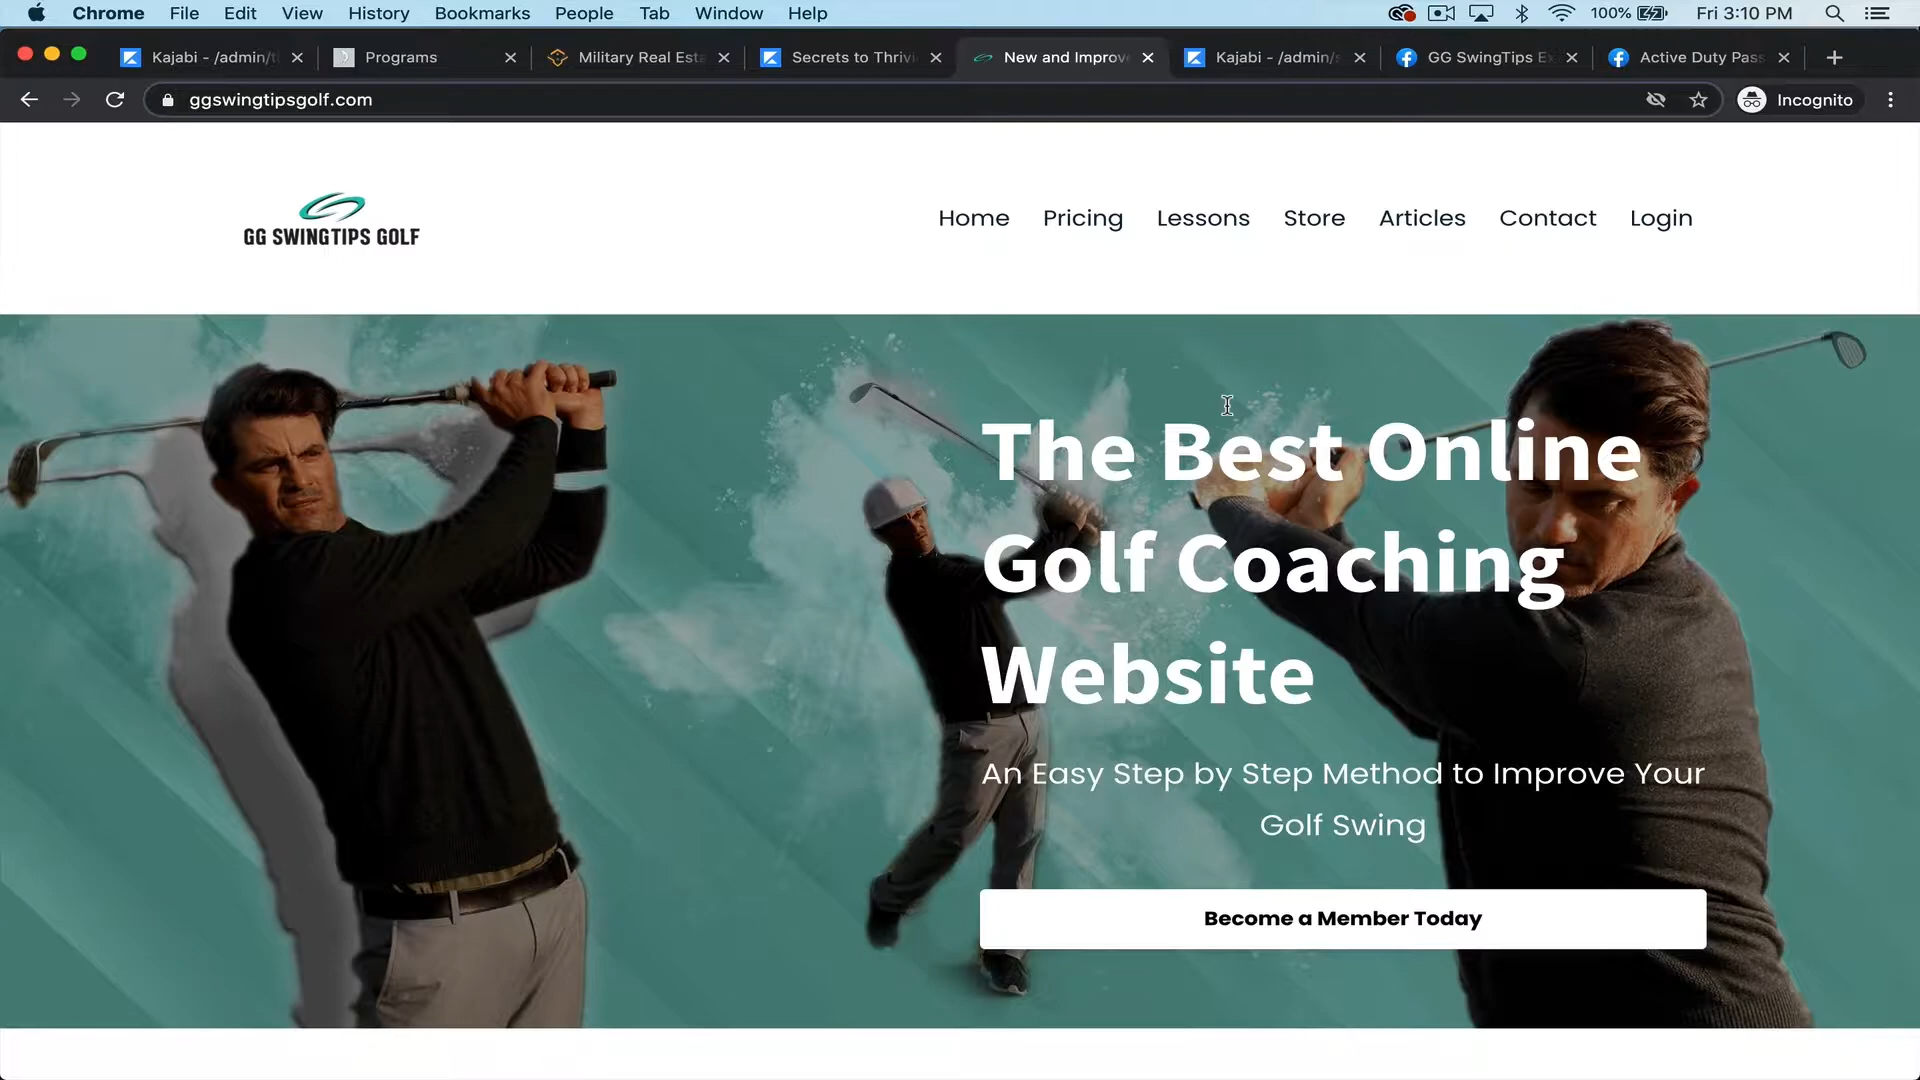 Chrome File Edit View History Bookmarks People Tab Window Help 100% Fri 3:10 PM
Kajabi - /admin/t Programs Military Real Esta Secrets to Thrivi New and Improv Kajabi - /admin/s GG SwingTips Ex Active Duty Pass
ggswingtipsgolf.com Incognito
GG SWINGTIPS GOLF
Home Pricing Lessons Store Articles Contact Login
The Best Online
Golf Coaching
Website
An Easy Step by Step Method to Improve Your
Golf Swing
Become a Member Today